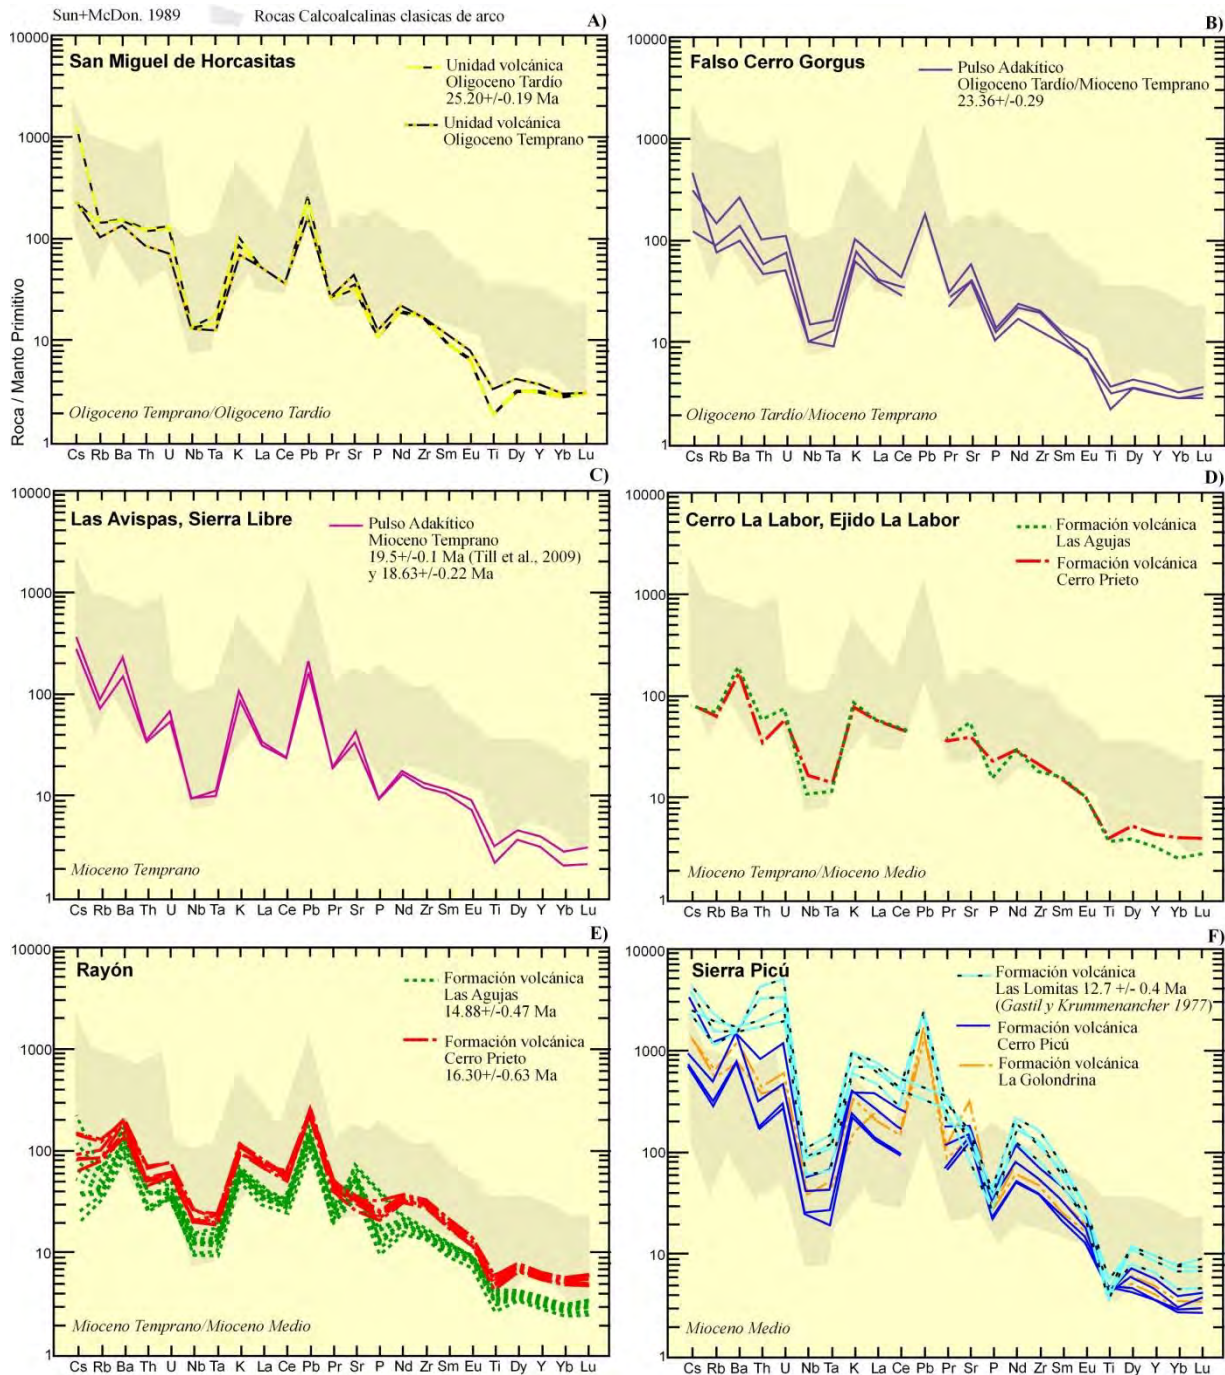 Sun+McDon. 1989
Rocas Calcoalcalinas clasicas de arco
Roca / Manto Primitivo
A)
San Miguel de Horcasitas
Unidad volcánica
Oligoceno Tardío
25.20+/-0.19 Ma
Unidad volcánica
Oligoceno Temprano
10000
1000
100
10
1
Oligoceno Temprano/Oligoceno Tardío
Cs Rb Ba Th U Nb Ta K La Ce Pb Pr Sr P Nd Zr Sm Eu Ti Dy Y Yb Lu
B)
Falso Cerro Gorgus
Pulso Adakítico
Oligoceno Tardío/Mioceno Temprano
23.36+/-0.29
10000
1000
100
10
1
Oligoceno Tardío/Mioceno Temprano
Cs Rb Ba Th U Nb Ta K La Ce Pb Pr Sr P Nd Zr Sm Eu Ti Dy Y Yb Lu
C)
Las Avispas, Sierra Libre
Pulso Adakítico
Mioceno Temprano
19.5+/-0.1 Ma (Till et al., 2009)
y 18.63+/-0.22 Ma
10000
1000
100
10
1
Mioceno Temprano
Cs Rb Ba Th U Nb Ta K La Ce Pb Pr Sr P Nd Zr Sm Eu Ti Dy Y Yb Lu
D)
Cerro La Labor, Ejido La Labor
Formación volcánica
Las Agujas
Formación volcánica
Cerro Prieto
10000
1000
100
10
1
Mioceno Temprano/Mioceno Medio
Cs Rb Ba Th U Nb Ta K La Ce Pb Pr Sr P Nd Zr Sm Eu Ti Dy Y Yb Lu
E)
Rayón
Formación volcánica
Las Agujas
14.88+/-0.47 Ma
Formación volcánica
Cerro Prieto
16.30+/-0.63 Ma
10000
1000
100
10
1
Mioceno Temprano/Mioceno Medio
Cs Rb Ba Th U Nb Ta K La Ce Pb Pr Sr P Nd Zr Sm Eu Ti Dy Y Yb Lu
F)
Sierra Picú
Formación volcánica
Las Lomitas 12.7 +/- 0.4 Ma
(Gastil y Krummenancher 1977)
Formación volcánica
Cerro Picú
Formación volcánica
La Golondrina
10000
1000
100
10
1
Mioceno Medio
Cs Rb Ba Th U Nb Ta K La Ce Pb Pr Sr P Nd Zr Sm Eu Ti Dy Y Yb Lu